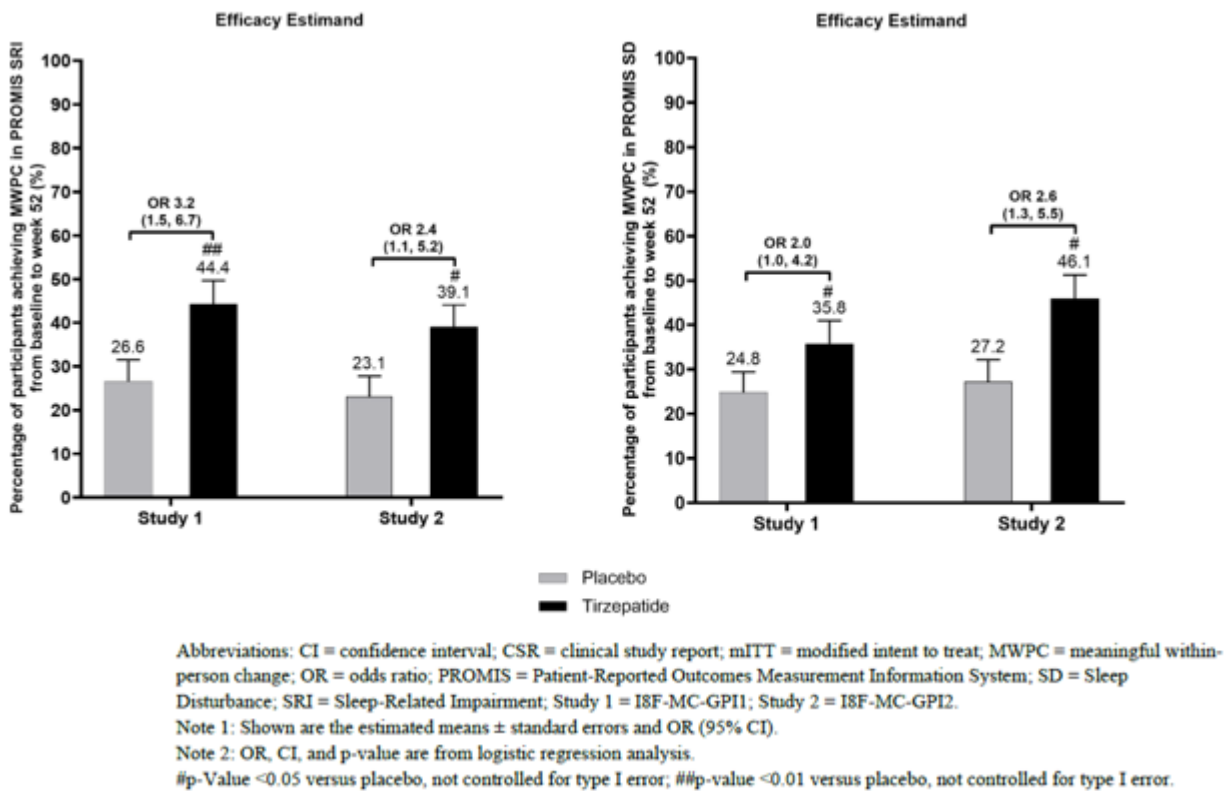 Efficacy Estimand
Percentage of participants achieving MWPC in PROMIS SRI
from baseline to week 52 (%)
100
90
80
70
60
50
40
30
20
10
0
OR 3.2
(1.5, 6.7)
##
44.4
26.6
OR 2.4
(1.1, 5.2)
#
39.1
23.1
Study 1
Study 2
Efficacy Estimand
Percentage of participants achieving MWPC in PROMIS SD
from baseline to week 52 (%)
100
90
80
70
60
50
40
30
20
10
0
OR 2.0
(1.0, 4.2)
#
35.8
24.8
OR 2.6
(1.3, 5.5)
#
46.1
27.2
Study 1
Study 2
Placebo
Tirzepatide
Abbreviations: CI = confidence interval; CSR = clinical study report; mITT = modified intent to treat; MWPC = meaningful within-
person change; OR = odds ratio; PROMIS = Patient-Reported Outcomes Measurement Information System; SD = Sleep
Disturbance; SRI = Sleep-Related Impairment; Study 1 = I8F-MC-GPI1; Study 2 = I8F-MC-GPI2.
Note 1: Shown are the estimated means ± standard errors and OR (95% CI).
Note 2: OR, CI, and p-value are from logistic regression analysis.
#p-Value <0.05 versus placebo, not controlled for type I error; ##p-value <0.01 versus placebo, not controlled for type I error.